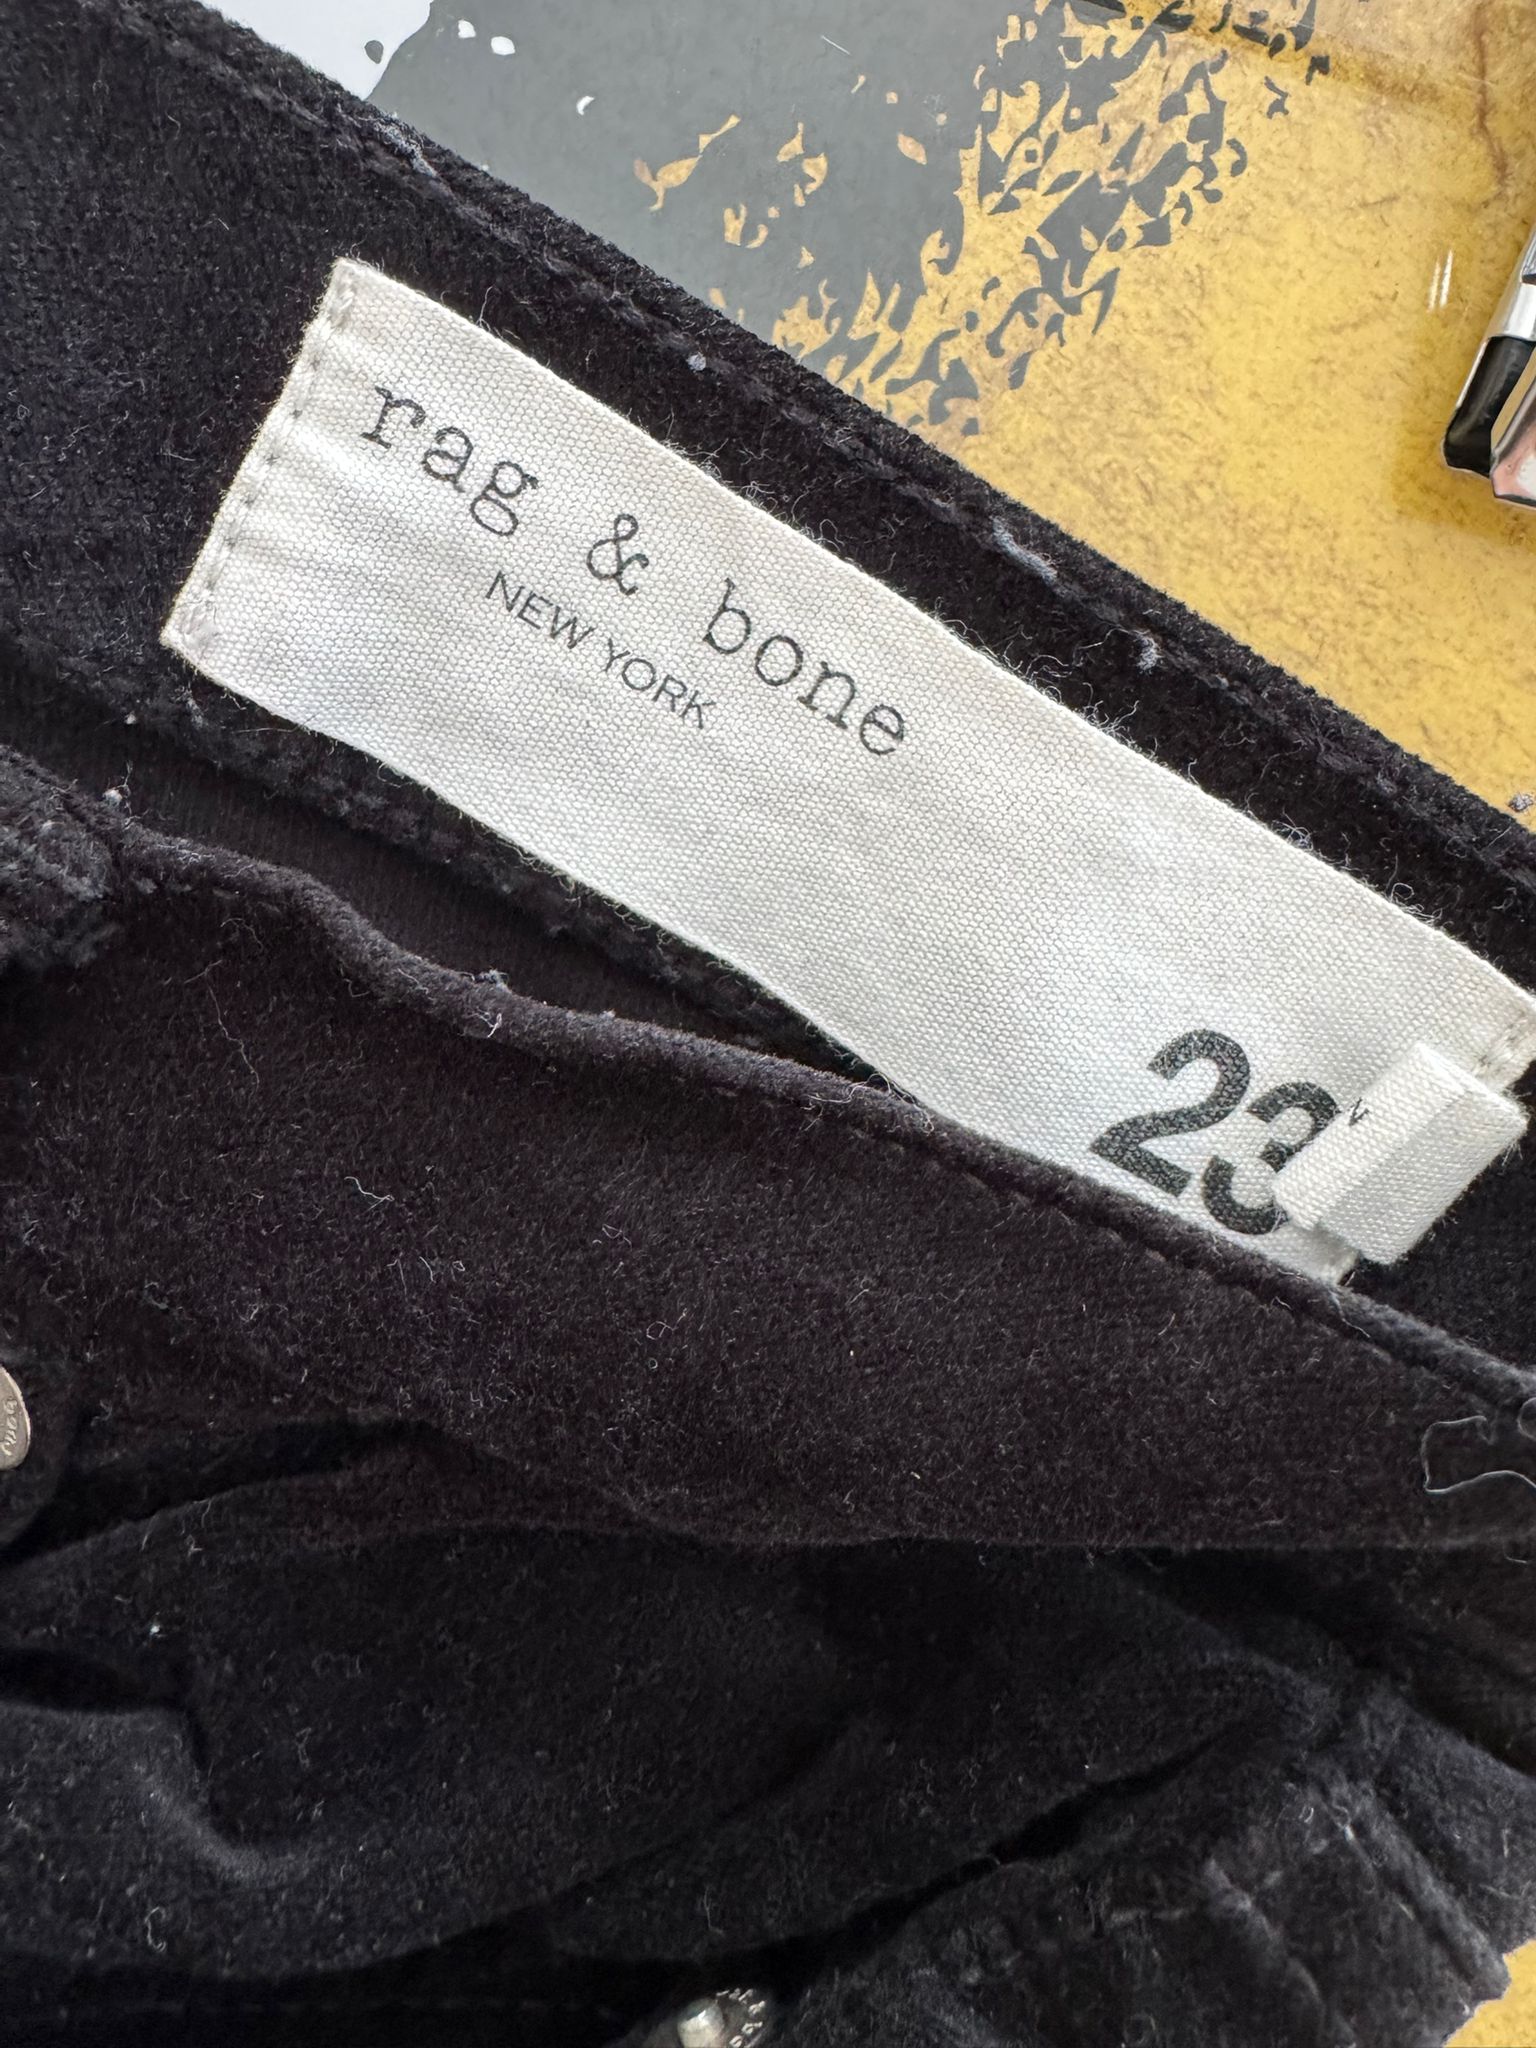 rag & bone
NEW YORK
23